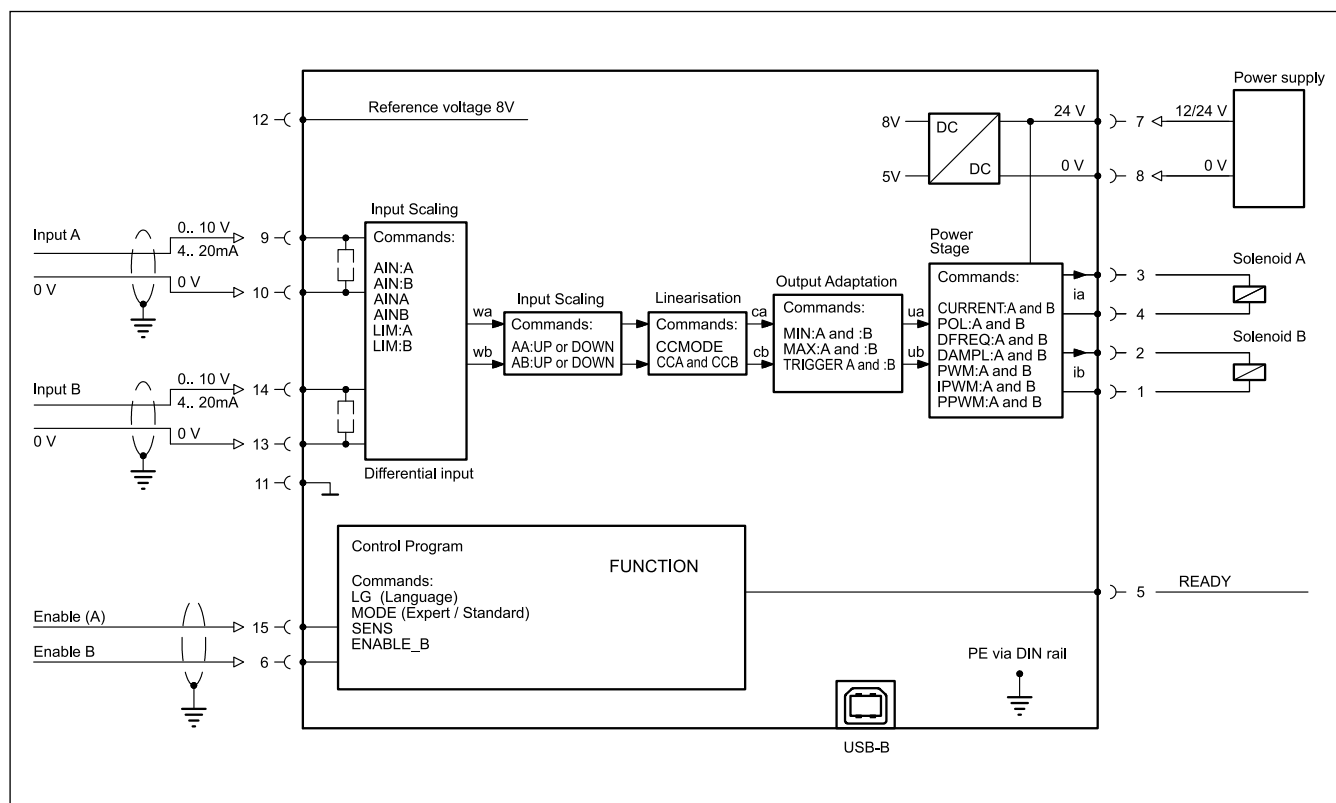 Power supply
Reference voltage 8V
12
8V
DC
DC
5V
24 V
7
12/24 V
0 V
8
0 V
Input Scaling
Input A
0.. 10 V
4.. 20mA
9
0 V
0 V
10
Commands:
AIN:A
AIN:B
AINA
AINB
LIM:A
LIM:B
Differential input
wa
wb
Input Scaling
Commands:
AA:UP or DOWN
AB:UP or DOWN
Linearisation
Commands:
CCMODE
CCA and CCB
ca
cb
Output Adaptation
Commands:
MIN:A and :B
MAX:A and :B
TRIGGER A and :B
ua
ub
Power
Stage
Commands:
CURRENT:A and B
POL:A and B
DFREQ:A and B
DAMPL:A and B
PWM:A and B
IPWM:A and B
PPWM:A and B
ia
ib
3
4
2
1
Solenoid A
Solenoid B
Input B
0.. 10 V
4.. 20mA
14
0 V
0 V
13
11
Control Program
FUNCTION
Commands:
LG (Language)
MODE (Expert / Standard)
SENS
ENABLE_B
5
READY
Enable (A)
15
Enable B
6
PE via DIN rail
USB-B